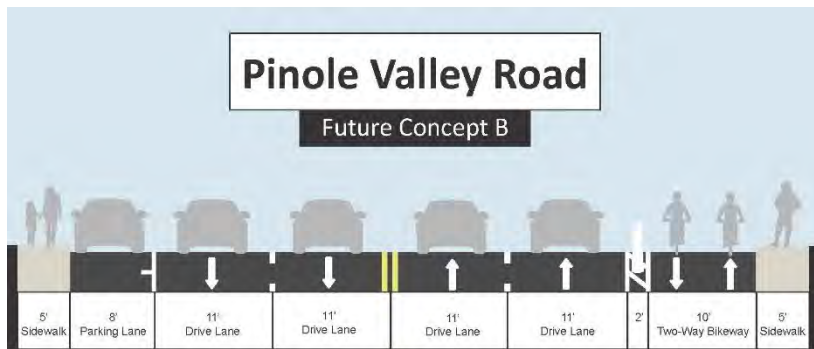 Pinole Valley Road
Future Concept B
5'
Sidewalk
8'
Parking Lane
11'
Drive Lane
11'
Drive Lane
11'
Drive Lane
11'
Drive Lane
2'
10'
Two-Way Bikeway
5'
Sidewalk